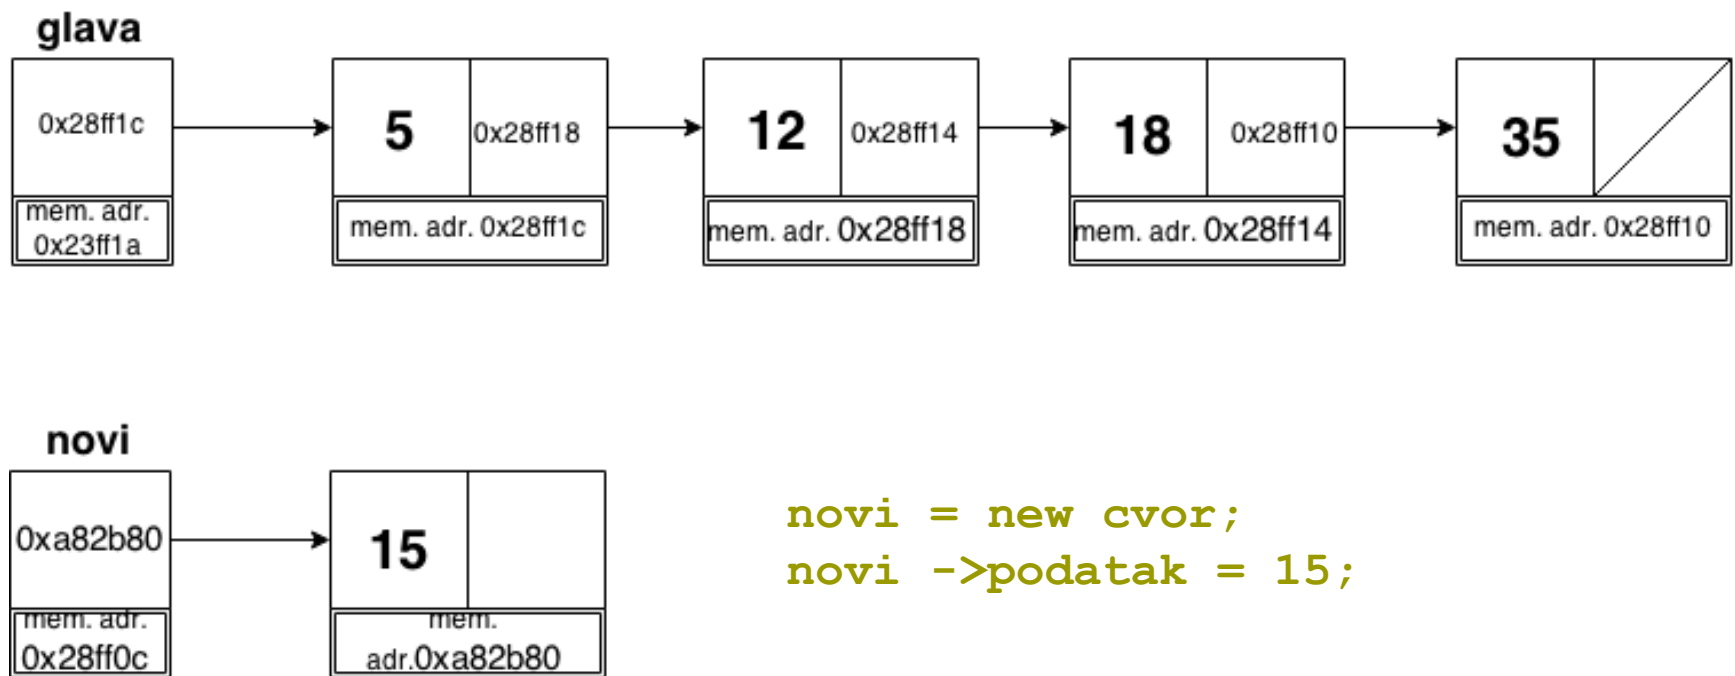 glava
0x28ff1c
5
0x28ff18
12
0x28ff14
18
0x28ff10
35
mem. adr.
0x23ff1a
mem. adr. 0x28ff1c
mem. adr. 0x28ff18
mem. adr. 0x28ff14
mem. adr. 0x28ff10
novi
0xa82b80
15
mem. adr.
0x28ff0c
mem.
adr.0xa82b80
novi = new cvor;
novi ->podatak = 15;